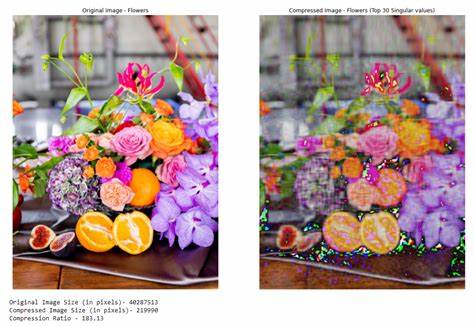 Original Image - Flowers
Compressed Image - Flowers (Top 30 Singular values)
Original Image Size (in pixels)- 40287513
Compressed Image Size (in pixels)- 219990
Compression Ratio - 183.13